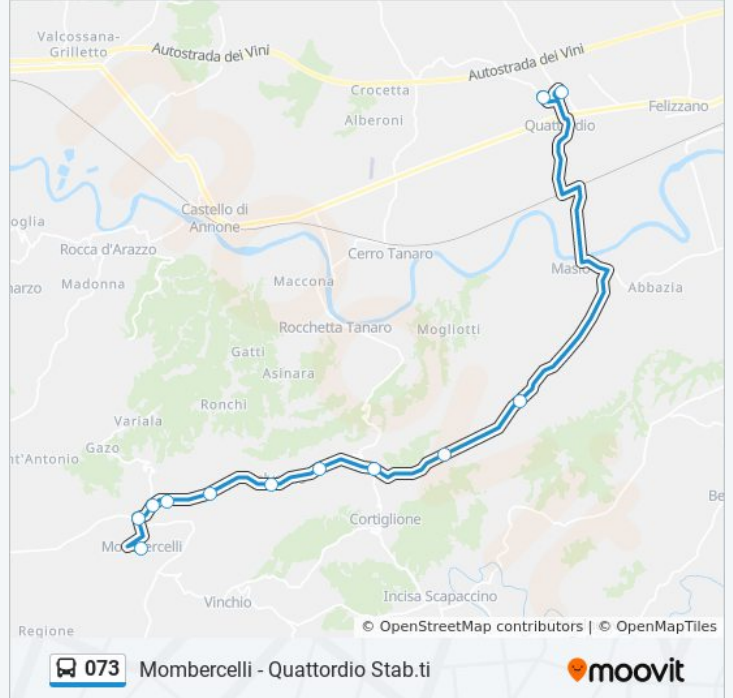 Valcossana-
Grilletto
Autostrada dei Vini
Autostrada dei Vini
Crocetta
Felizzano
Alberoni
Quattordio
Castello di
Annone
oglia
Rocca d'Arazzo
Cerro Tanaro
Masio
Maccona
Madonna
arzo
Abbazia
Rocchetta Tanaro
Mogliotti
Gatti
Asinara
Ronchi
Variala
Gazo
nt'Antonio
Be
Cortiglione
Mombercelli
Incisa Scapaccino
Vinchio
© OpenStreetMap contributors | © OpenMapTiles
Regione
073 Mombercelli - Quattordio Stab.ti
moovit